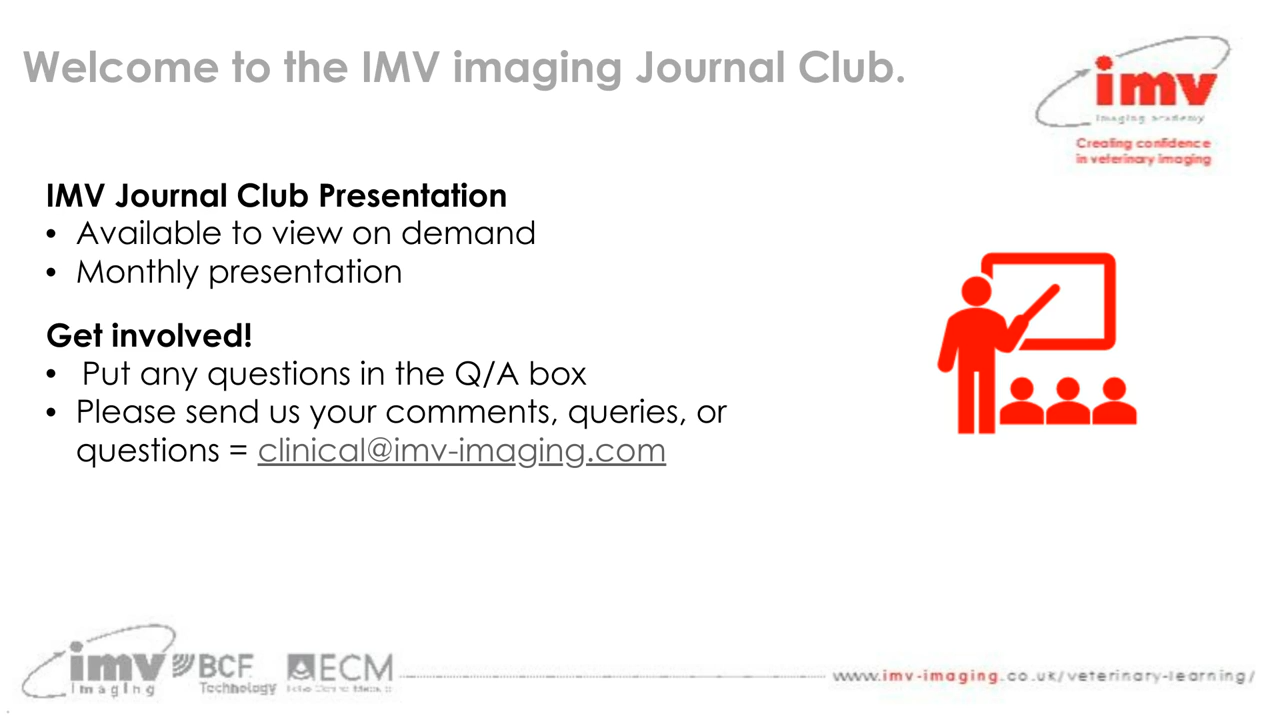 Welcome to the IMV imaging Journal Club.
imv
imaging academy
Creating confidence
in veterinary imaging
IMV Journal Club Presentation
• Available to view on demand
• Monthly presentation
Get involved!
• Put any questions in the Q/A box
• Please send us your comments, queries, or
questions = clinical@imv-imaging.com
imv
imaging
BCF
Technology
ECM
www.imv-imaging.co.uk/veterinary-learning/